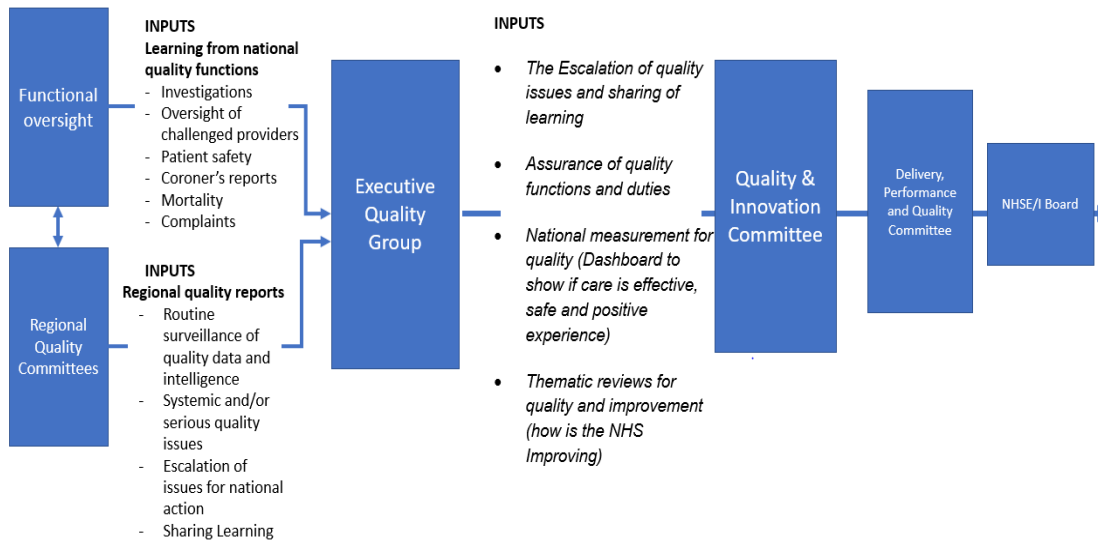 Functional
oversight
INPUTS
Learning from national
quality functions
- Investigations
- Oversight of
challenged providers
- Patient safety
- Coroner's reports
- Mortality
- Complaints
Regional
Quality
Committees
INPUTS
Regional quality reports
- Routine
surveillance of
quality data and
intelligence
- Systemic and/or
serious quality
issues
- Escalation of
issues for national
action
- Sharing Learning
Executive
Quality
Group
INPUTS
• The Escalation of quality
issues and sharing of
learning
• Assurance of quality
functions and duties
• National measurement for
quality (Dashboard to
show if care is effective,
safe and positive
experience)
• Thematic reviews for
quality and improvement
(how is the NHS
Improving)
Quality &
Innovation
Committee
Delivery,
Performance
and Quality
Committee
NHSE/I Board